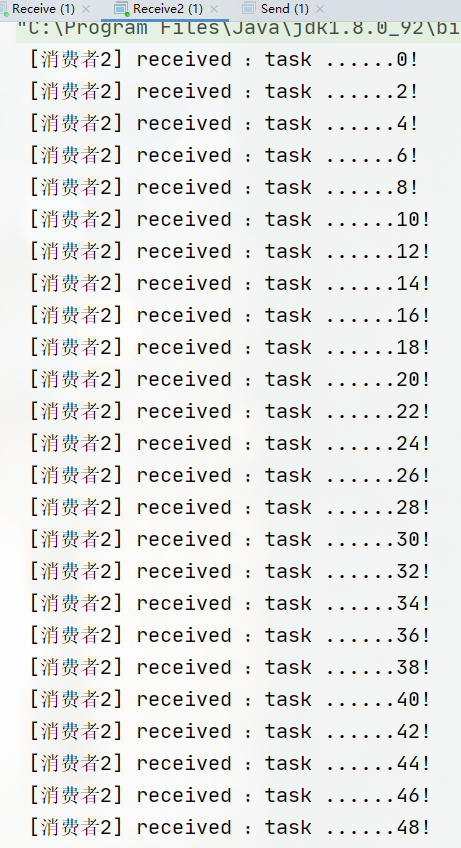 Receive (1) × Receive2 (1) × Send (1) ×
"C:\Program Files\Java\jdk1.8.0_92\bi
[消费者2] received : task ......0!
[消费者2] received : task ......2!
[消费者2] received : task ......4!
[消费者2] received : task ......6!
[消费者2] received : task ......8!
[消费者2] received : task ......10!
[消费者2] received : task ......12!
[消费者2] received : task ......14!
[消费者2] received : task ......16!
[消费者2] received : task ......18!
[消费者2] received : task ......20!
[消费者2] received : task ......22!
[消费者2] received : task ......24!
[消费者2] received : task ......26!
[消费者2] received : task ......28!
[消费者2] received : task ......30!
[消费者2] received : task ......32!
[消费者2] received : task ......34!
[消费者2] received : task ......36!
[消费者2] received : task ......38!
[消费者2] received : task ......40!
[消费者2] received : task ......42!
[消费者2] received : task ......44!
[消费者2] received : task ......46!
[消费者2] received : task ......48!